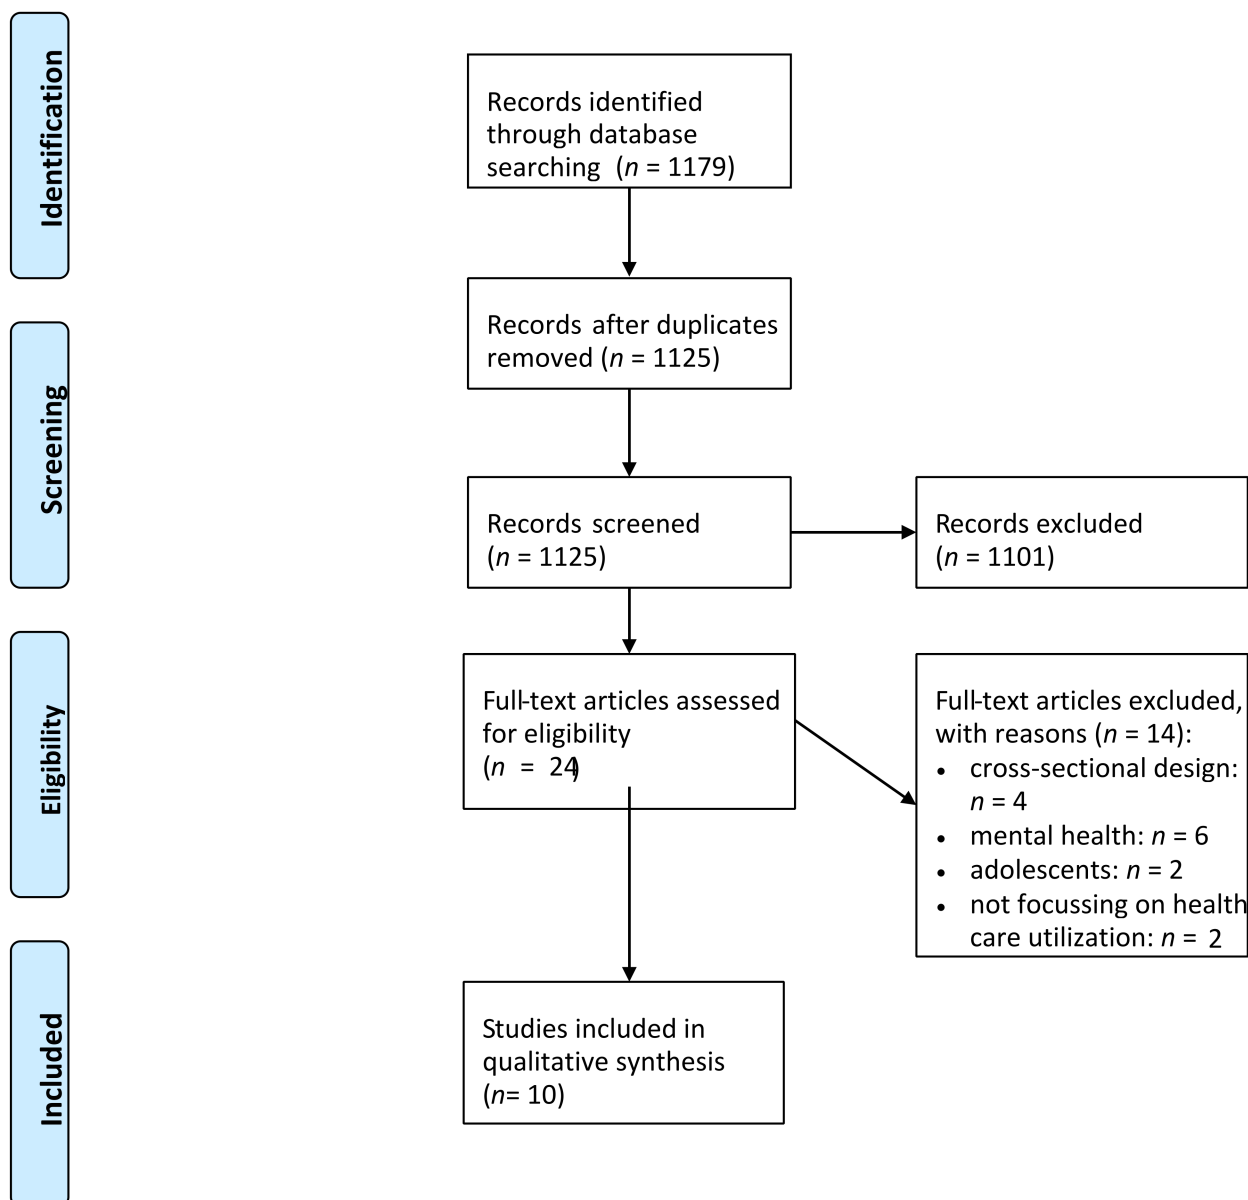 Identification
Records identified
through database
searching (n = 1179)
Records after duplicates
removed (n = 1125)
Screening
Records screened
(n = 1125)
Records excluded
(n = 1101)
Eligibility
Full-text articles assessed
for eligibility
(n = 24)
Full-text articles excluded,
with reasons (n = 14):
• cross-sectional design:
n = 4
• mental health: n = 6
• adolescents: n = 2
• not focussing on health
care utilization: n = 2
Included
Studies included in
qualitative synthesis
(n= 10)